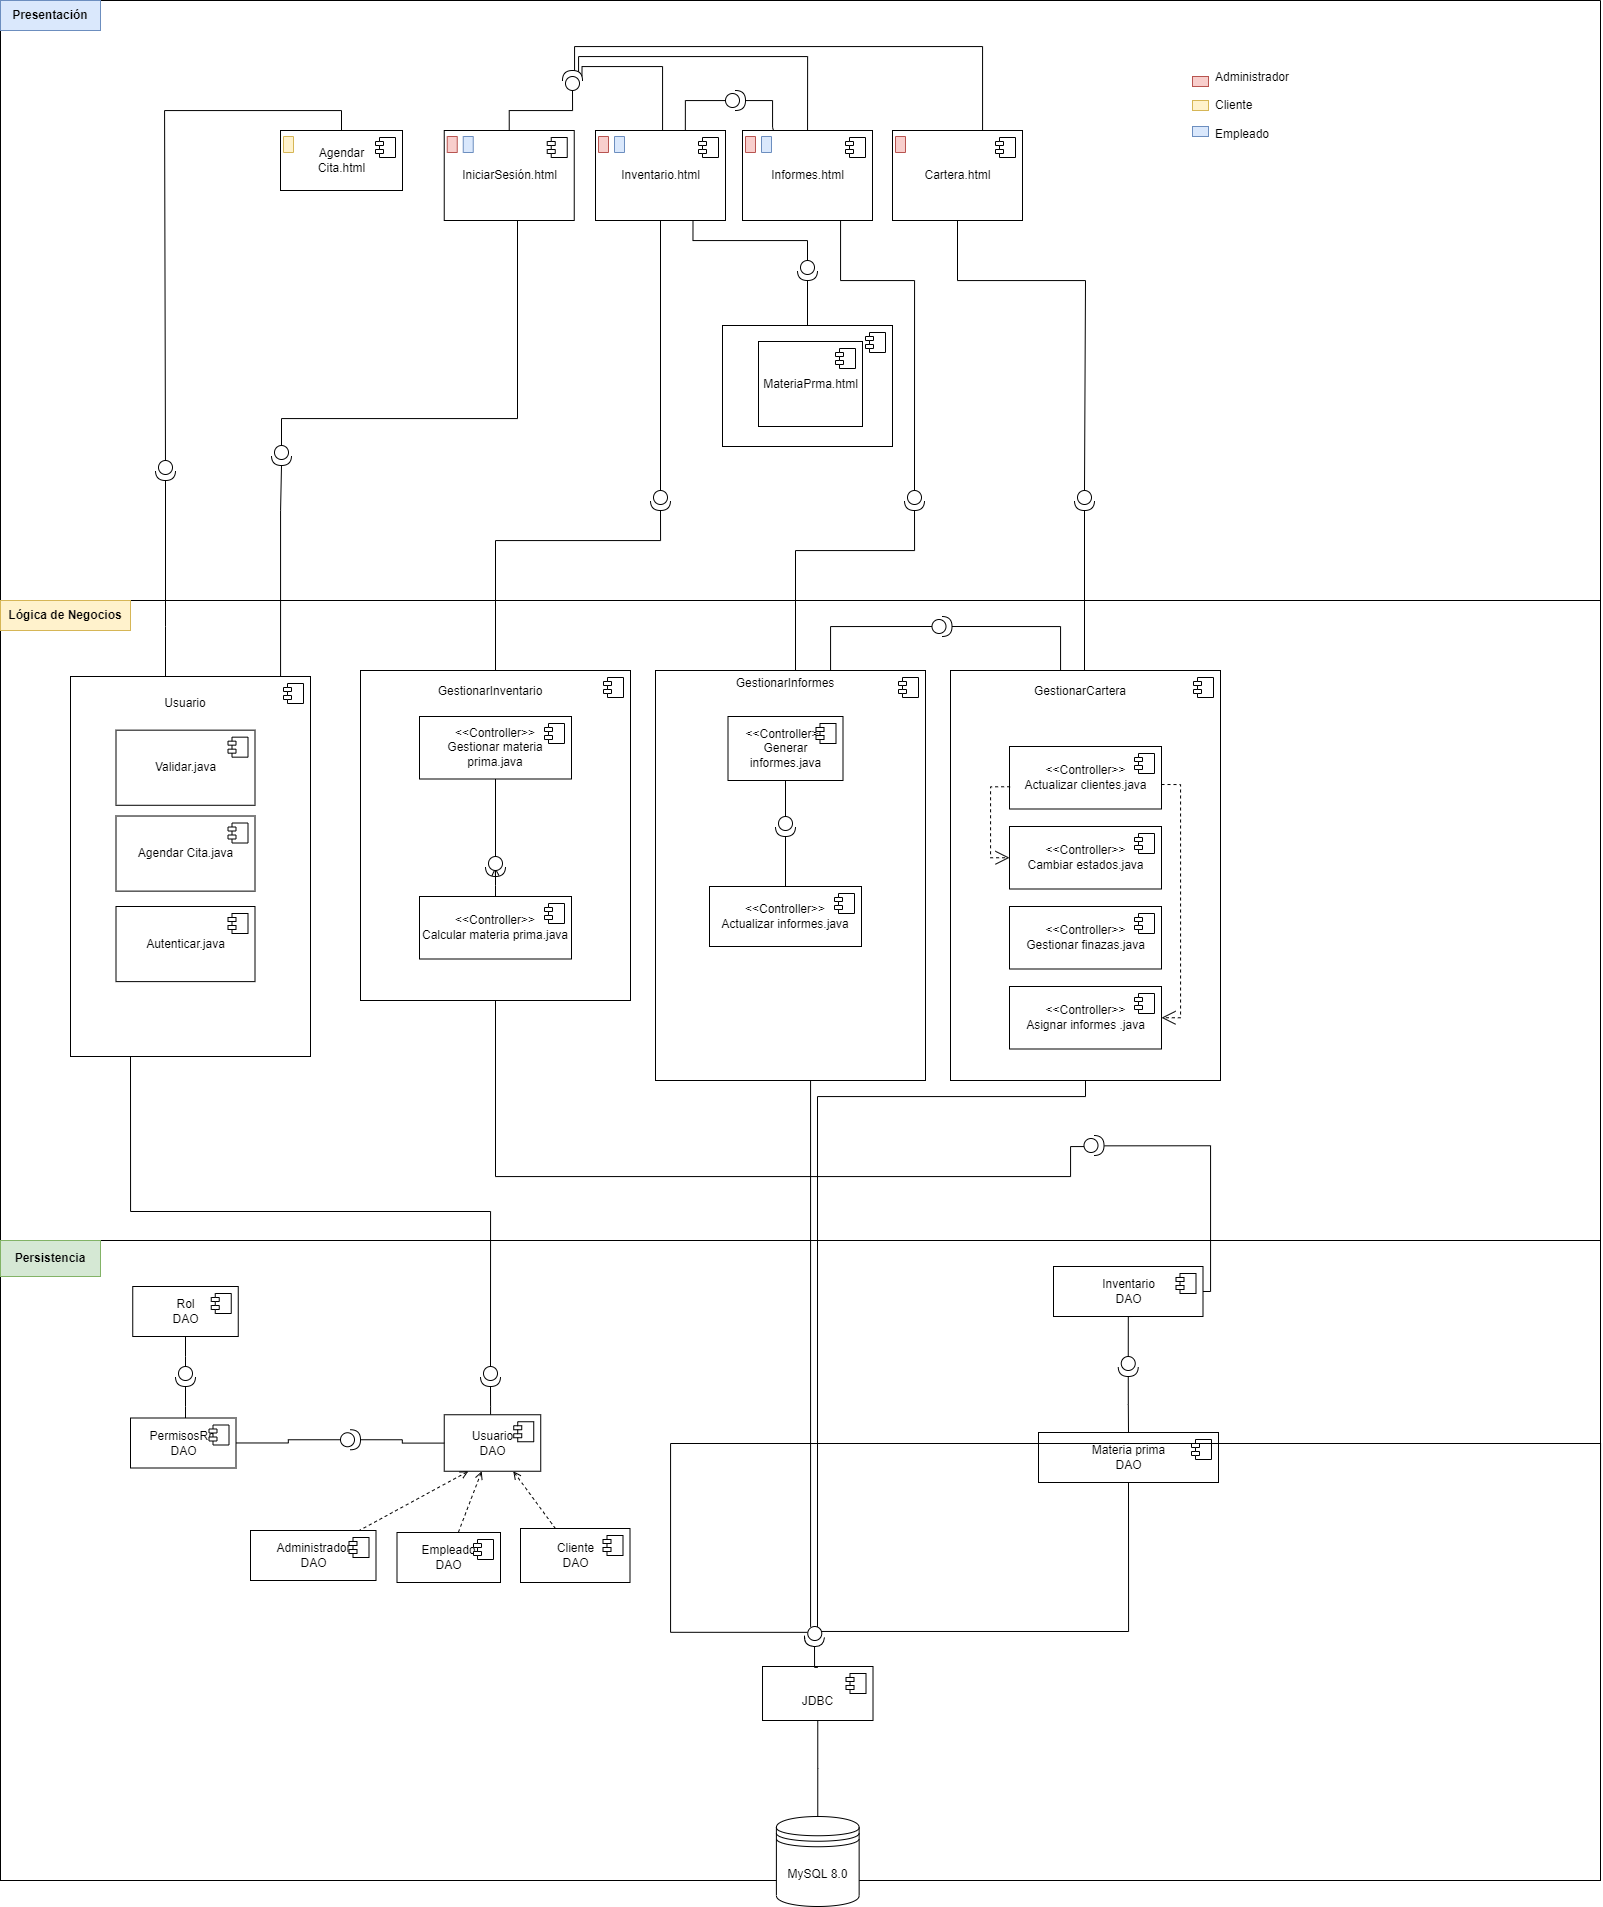 Presentación
Administrador
Cliente
Empleado
Agendar
Cita.html
IniciarSesión.html
Inventario.html
Informes.html
Cartera.html
MateriaPrma.html
Lógica de Negocios
Usuario
Validar.java
Agendar Cita.java
Autenticar.java
GestionarInventario
<<Controller>>
Gestionar materia
prima.java
<<Controller>>
Calcular materia prima.java
GestionarInformes
<<Controller>>
Generar
informes.java
<<Controller>>
Actualizar informes.java
GestionarCartera
<<Controller>>
Actualizar clientes.java
<<Controller>>
Cambiar estados.java
<<Controller>>
Gestionar finazas.java
<<Controller>>
Asignar informes .java
Persistencia
Rol
DAO
DAO
Usuario
DAO
Administrador
DAO
Empleado
DAO
Cliente
DAO
Inventario
DAO
Materia prima
DAO
JDBC
MySQL 8.0